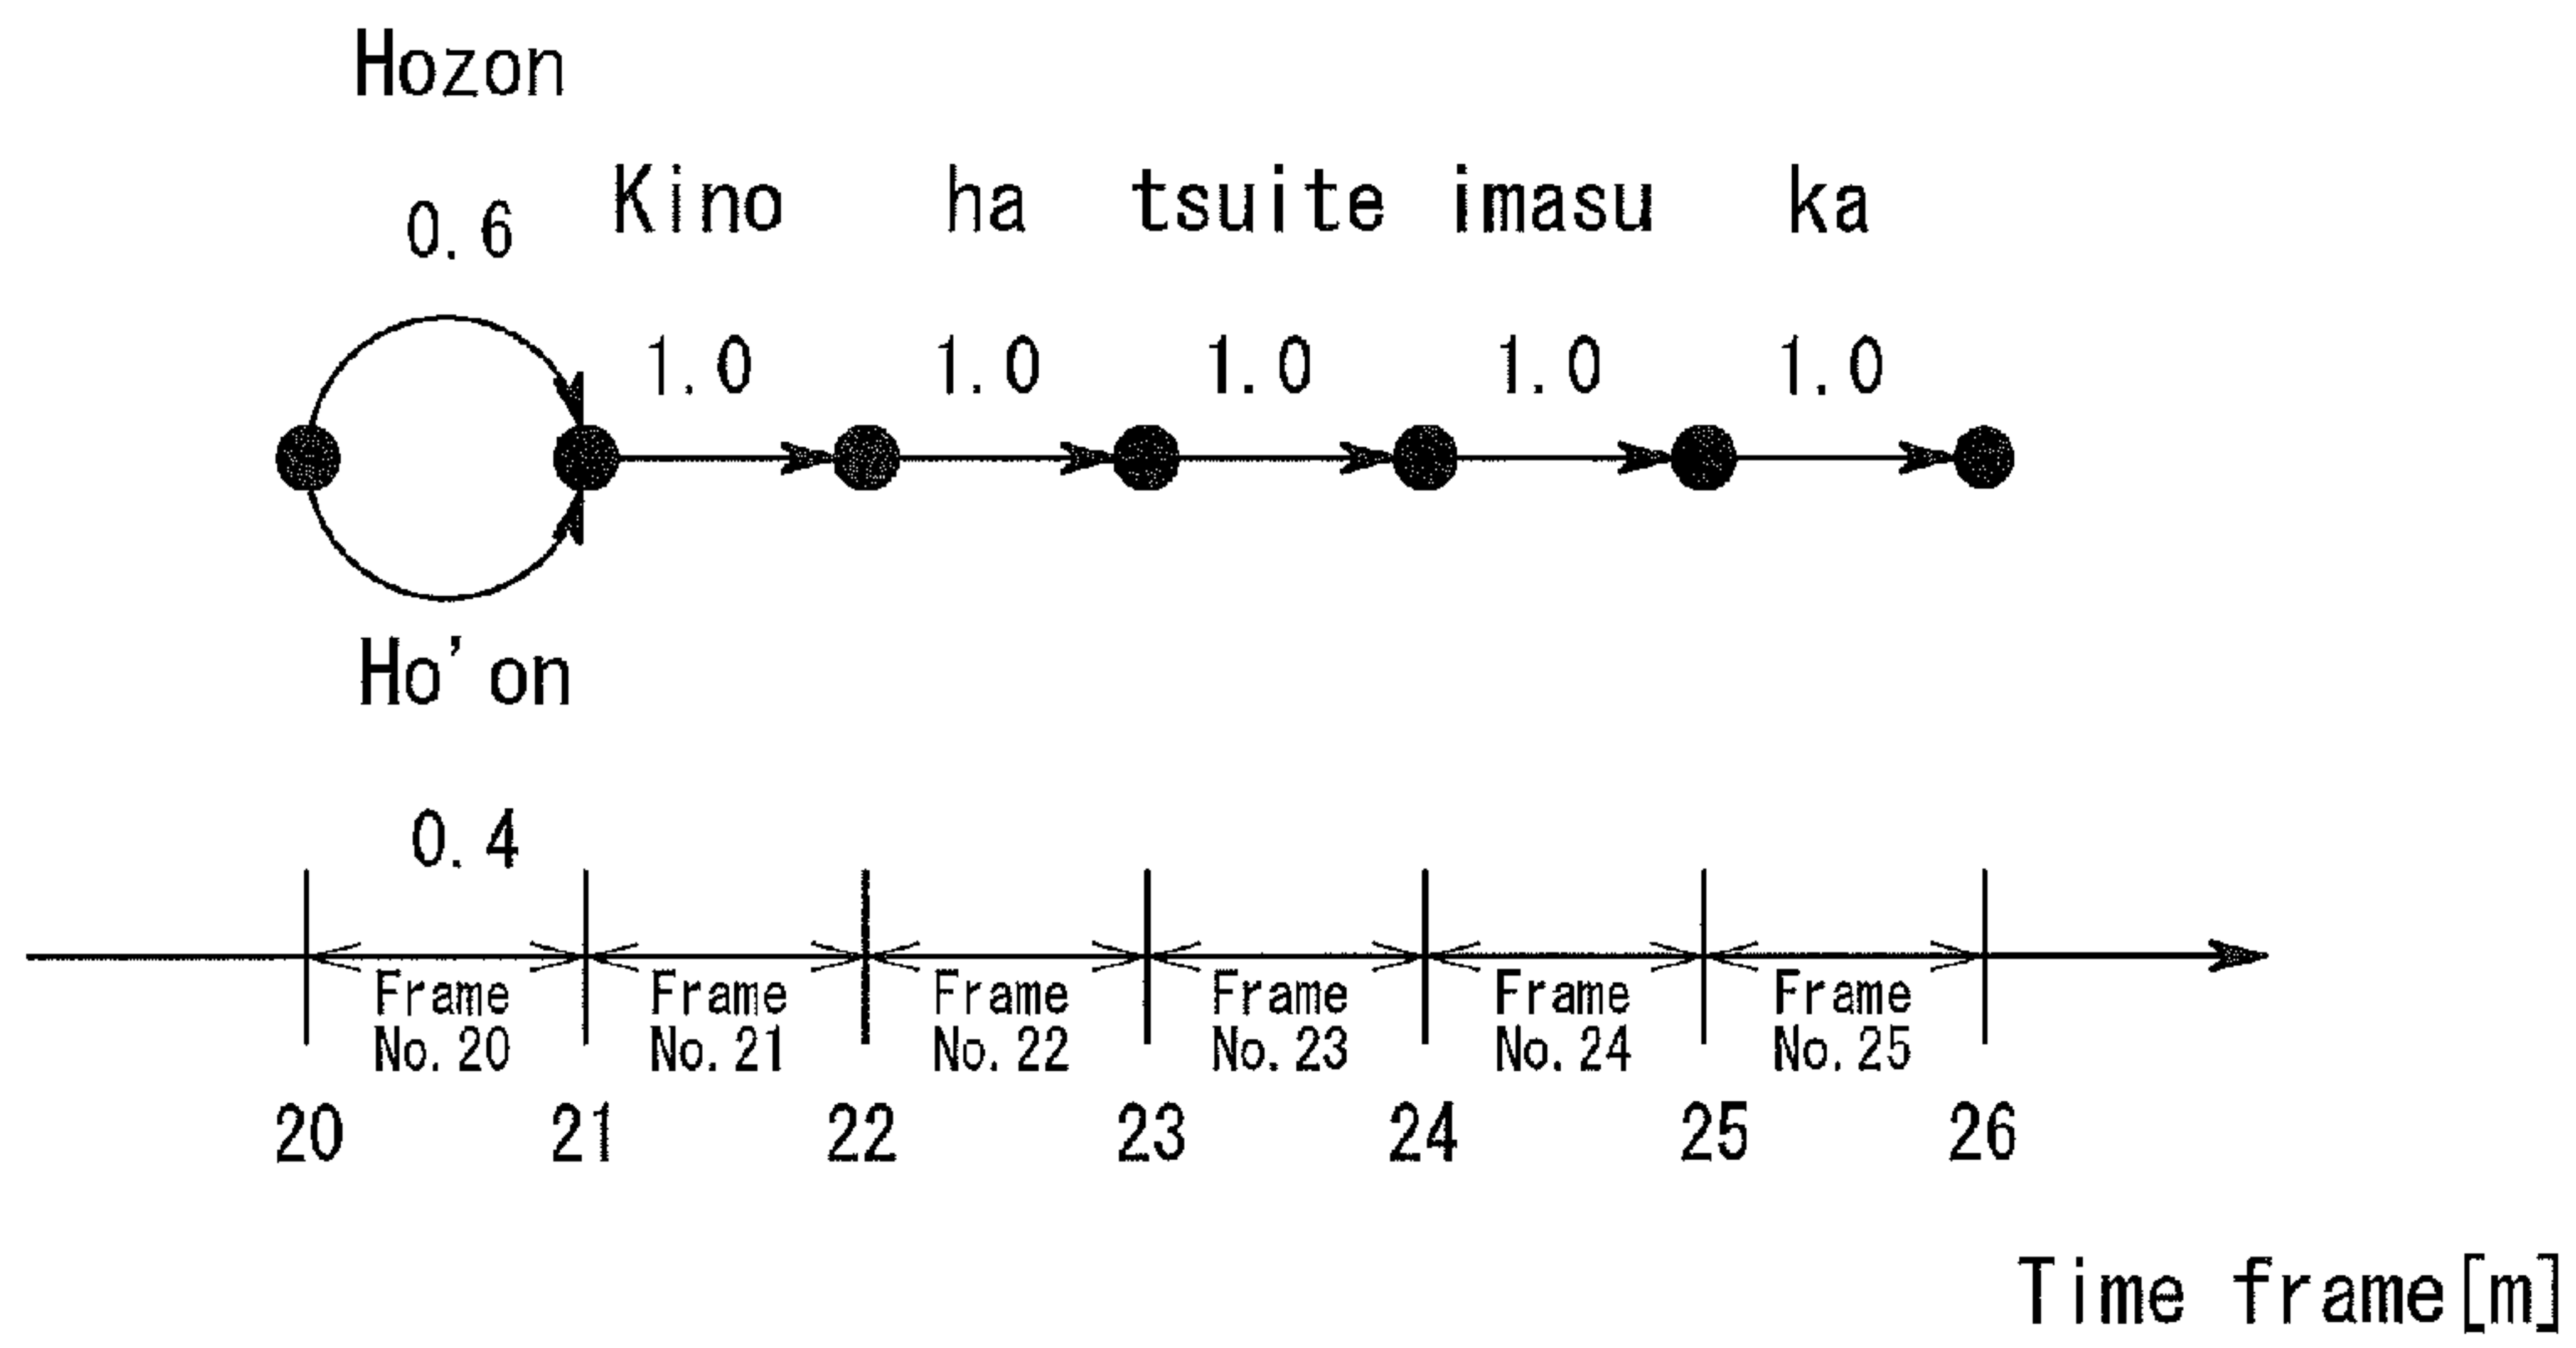 Hozon
0.6
Kino ha tsuite imasu ka
1.0 1.0 1.0 1.0 1.0
Ho'on
0.4
Frame No.20
Frame No.21
Frame No.22
Frame No.23
Frame No.24
Frame No.25
20 21 22 23 24 25 26
Time frame[m]